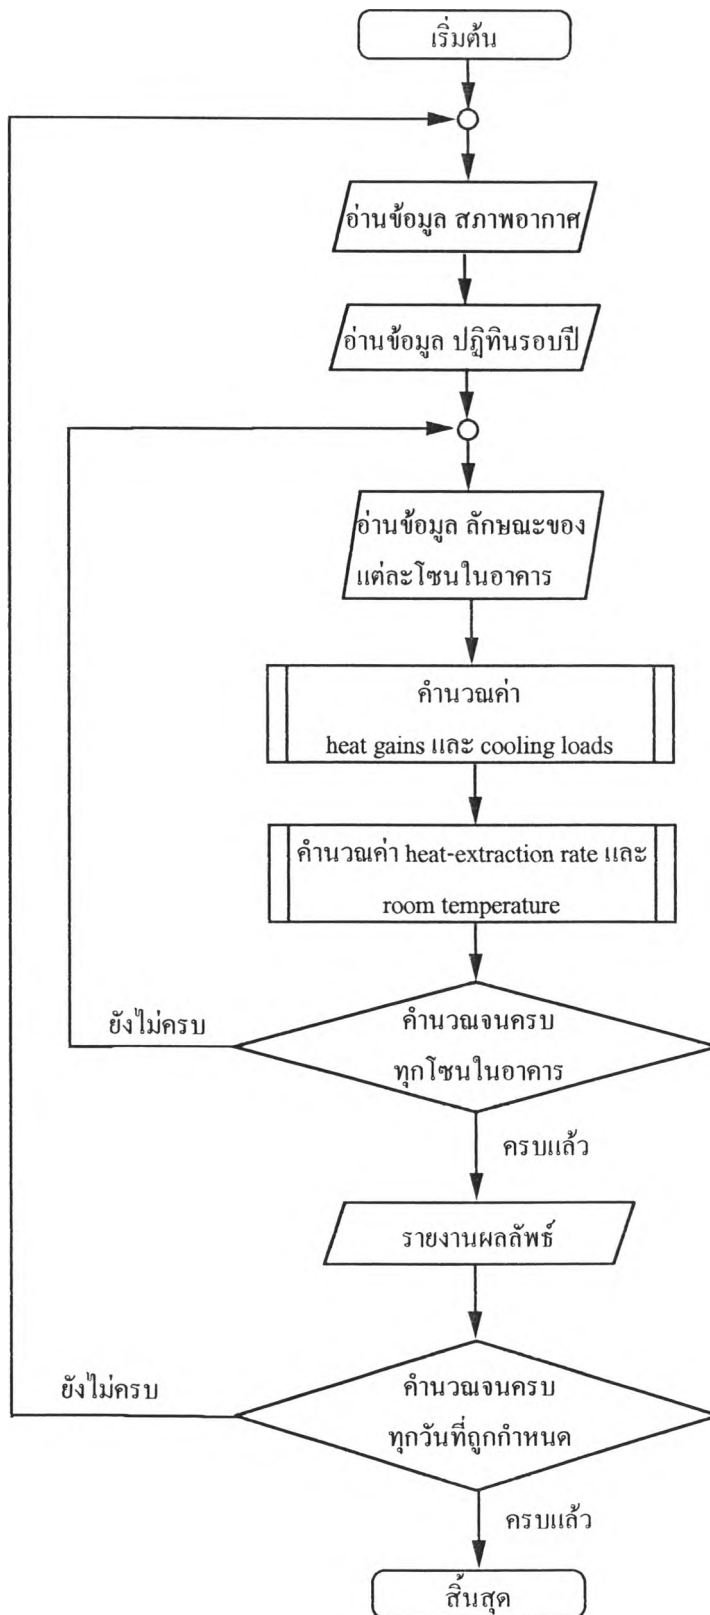 เริ่มต้น
อ่านข้อมูล สภาพอากาศ
อ่านข้อมูล ปฏิทินรอบปี
อ่านข้อมูล ลักษณะของ
แต่ละโซนในอาคาร
คำนวณค่า
heat gains และ cooling loads
คำนวณค่า heat-extraction rate และ
room temperature
ยังไม่ครบ
คำนวณจนครบ
ทุกโซนในอาคาร
ครบแล้ว
รายงานผลลัพธ์
ยังไม่ครบ
คำนวณจนครบ
ทุกวันที่ถูกกำหนด
ครบแล้ว
สิ้นสุด